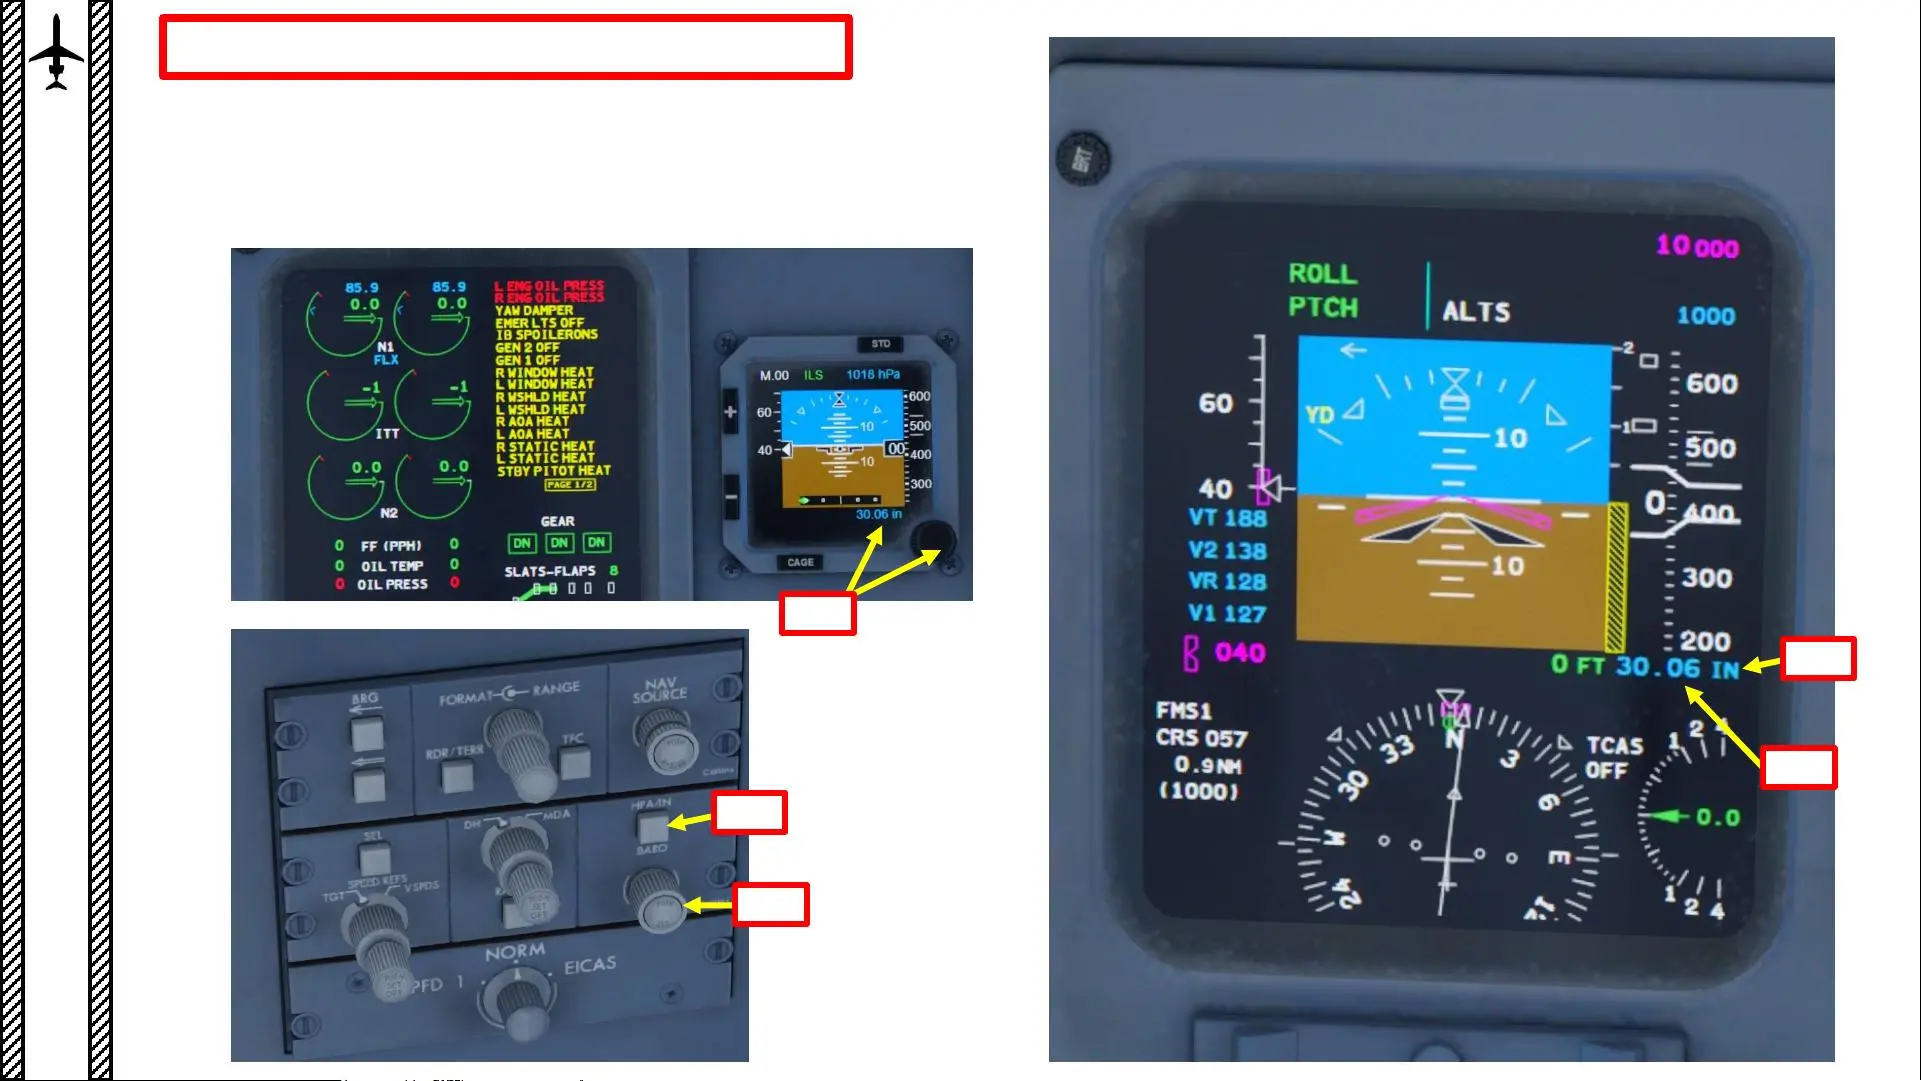 85.9 85.9
0.0 0.0
N1
FLX
-1 -1
ITT
0.0 0.0
N2
0 FF (PPH) 0
0 OIL TEMP 0
0 OIL PRESS 0
L ENG OIL PRESS
R ENG OIL PRESS
YAW DAMPER
EMER LTS OFF
IB SPOILERONS
GEN 2 OFF
GEN 1 OFF
R WINDOW HEAT
L WINDOW HEAT
R WSHLD HEAT
L WSHLD HEAT
R AOA HEAT
L AOA HEAT
R STATIC HEAT
L STATIC HEAT
STBY PITOT HEAT
PAGE 1/2
GEAR
DN DN DN
SLATS-FLAPS 8
STD
M.00 ILS 1018 hPa
60 10 600
500
40 00 400
10 300
30.06 in
+
-
CAGE
BRG
FORMAT RANGE
NAV
SOURCE
RDR/TERR
TFC
HPA/IN
BARO
DH MDA
SEL
SPEED REFS
TGT VSPDS
NORM
PFD 1
EICAS
BRT
10 000
ROLL
PTCH
ALTS
1000
2
60 600
YD 10 1
500
40 0 400
VT 188
V2 138
10
VR 128 300
V1 127
200
040
0 FT 30.06 IN
FMS1
CRS 057
0.9NM
(1000)
TCAS
OFF
30 33 N 3 6
W E
24
1 2 4
0.0
1 2 4